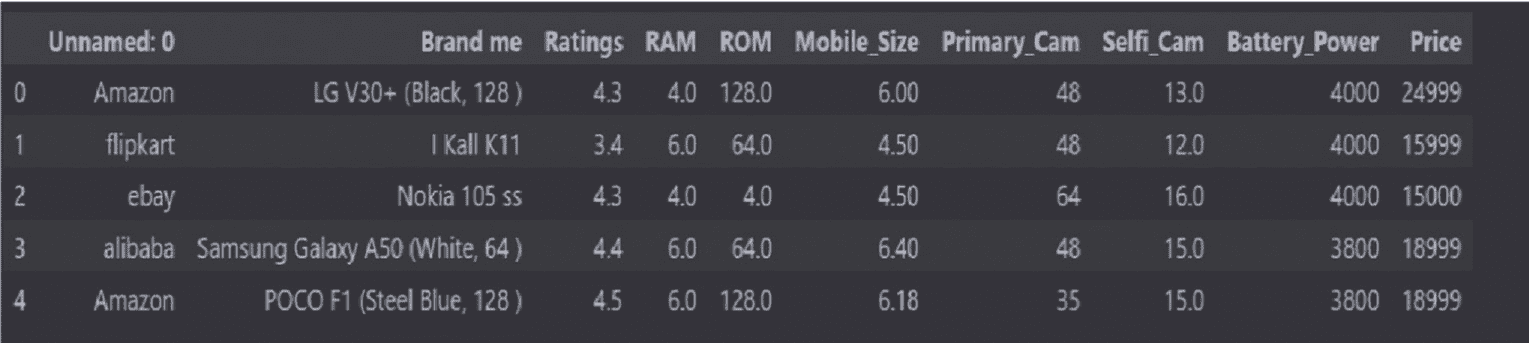 Unnamed: 0 Brand me Ratings RAM ROM Mobile_Size Primary_Cam Selfi_Cam Battery_Power Price
0 Amazon LG V30+ (Black, 128 ) 4.3 4.0 128.0 6.00 48 13.0 4000 24999
1 flipkart I Kall K11 3.4 6.0 64.0 4.50 48 12.0 4000 15999
2 ebay Nokia 105 ss 4.3 4.0 4.0 4.50 64 16.0 4000 15000
3 alibaba Samsung Galaxy A50 (White, 64 ) 4.4 6.0 64.0 6.40 48 15.0 3800 18999
4 Amazon POCO F1 (Steel Blue, 128 ) 4.5 6.0 128.0 6.18 35 15.0 3800 18999